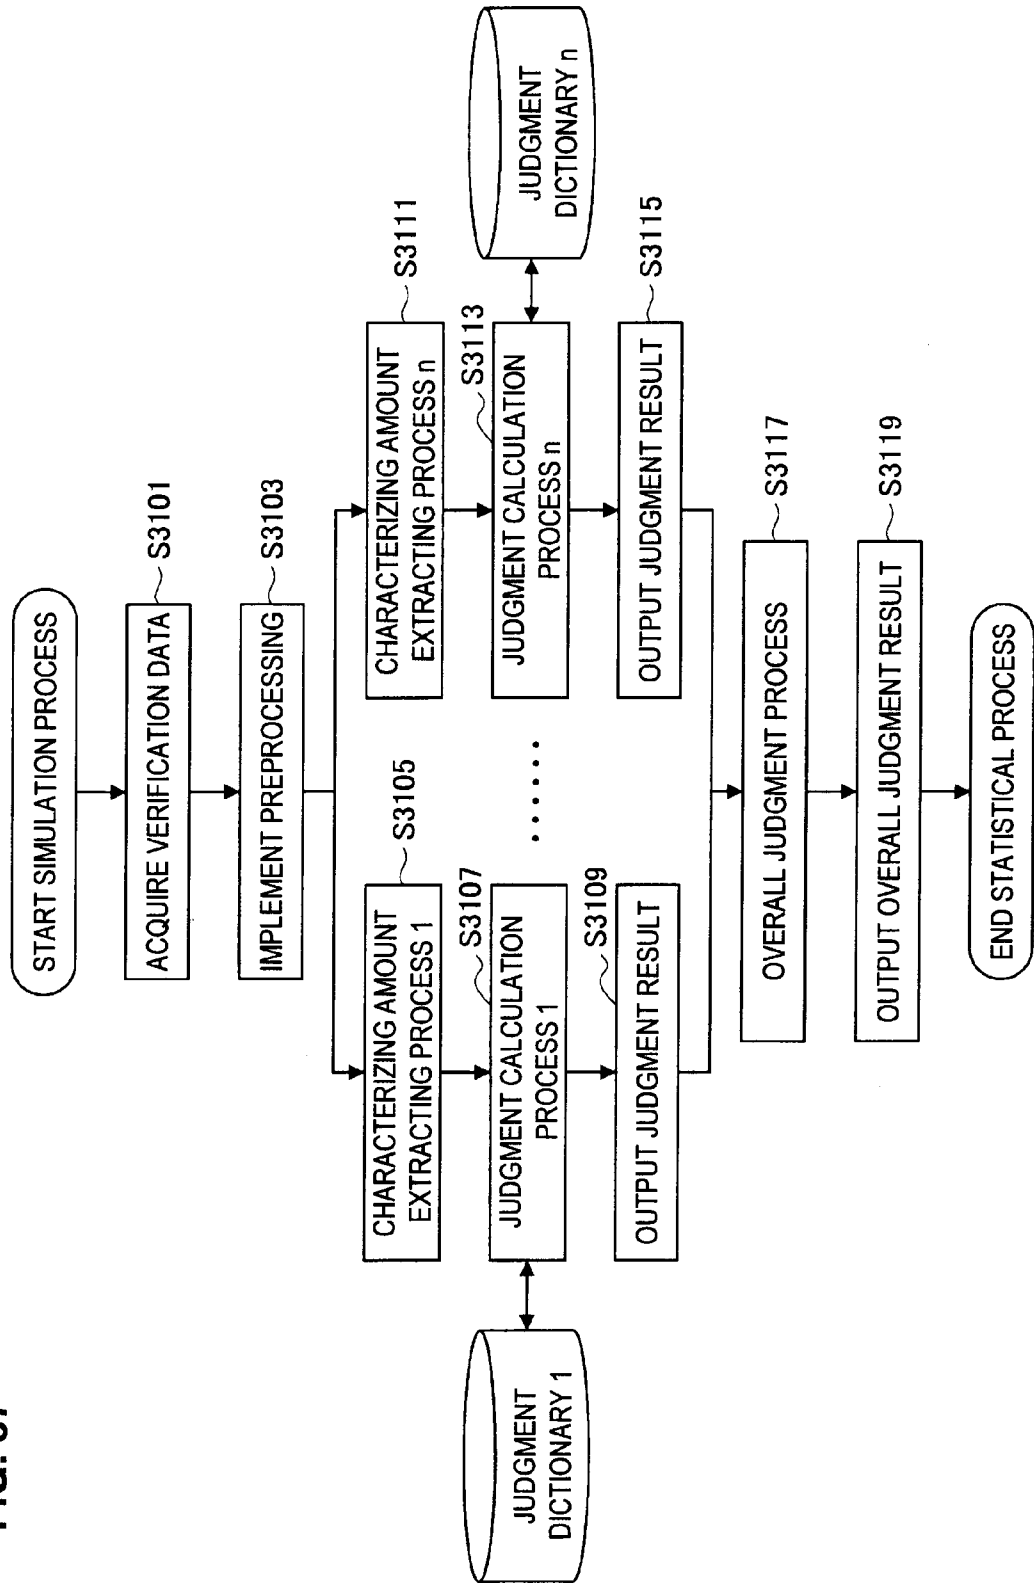 START SIMULATION PROCESS
ACQUIRE VERIFICATION DATA
S3101
IMPLEMENT PREPROCESSING
S3103
CHARACTERIZING AMOUNT
EXTRACTING PROCESS 1
S3105
JUDGMENT CALCULATION
PROCESS 1
S3107
JUDGMENT
DICTIONARY 1
OUTPUT JUDGMENT RESULT
S3109
......
CHARACTERIZING AMOUNT
EXTRACTING PROCESS n
S3111
JUDGMENT CALCULATION
PROCESS n
S3113
JUDGMENT
DICTIONARY n
OUTPUT JUDGMENT RESULT
S3115
OVERALL JUDGMENT PROCESS
S3117
OUTPUT OVERALL JUDGMENT RESULT
S3119
END STATISTICAL PROCESS